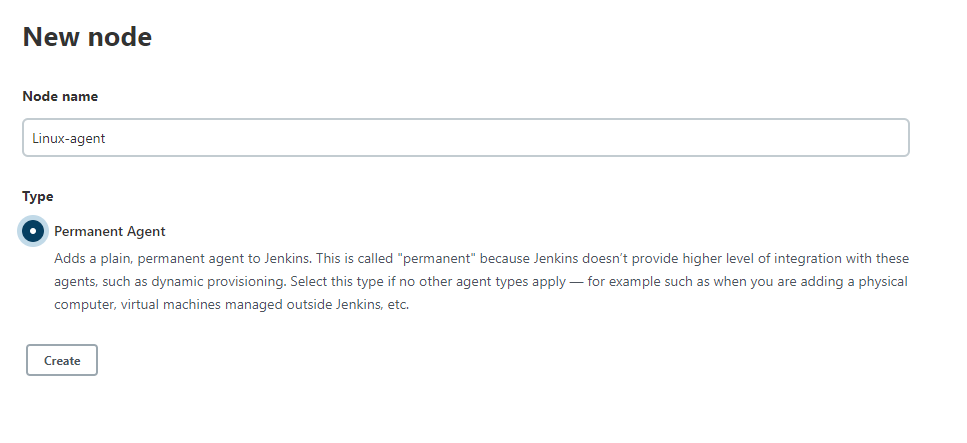 New node
Node name
Linux-agent
Type
Permanent Agent
Adds a plain, permanent agent to Jenkins. This is called "permanent" because Jenkins doesn’t provide higher level of integration with these
agents, such as dynamic provisioning. Select this type if no other agent types apply — for example such as when you are adding a physical
computer, virtual machines managed outside Jenkins, etc.
Create